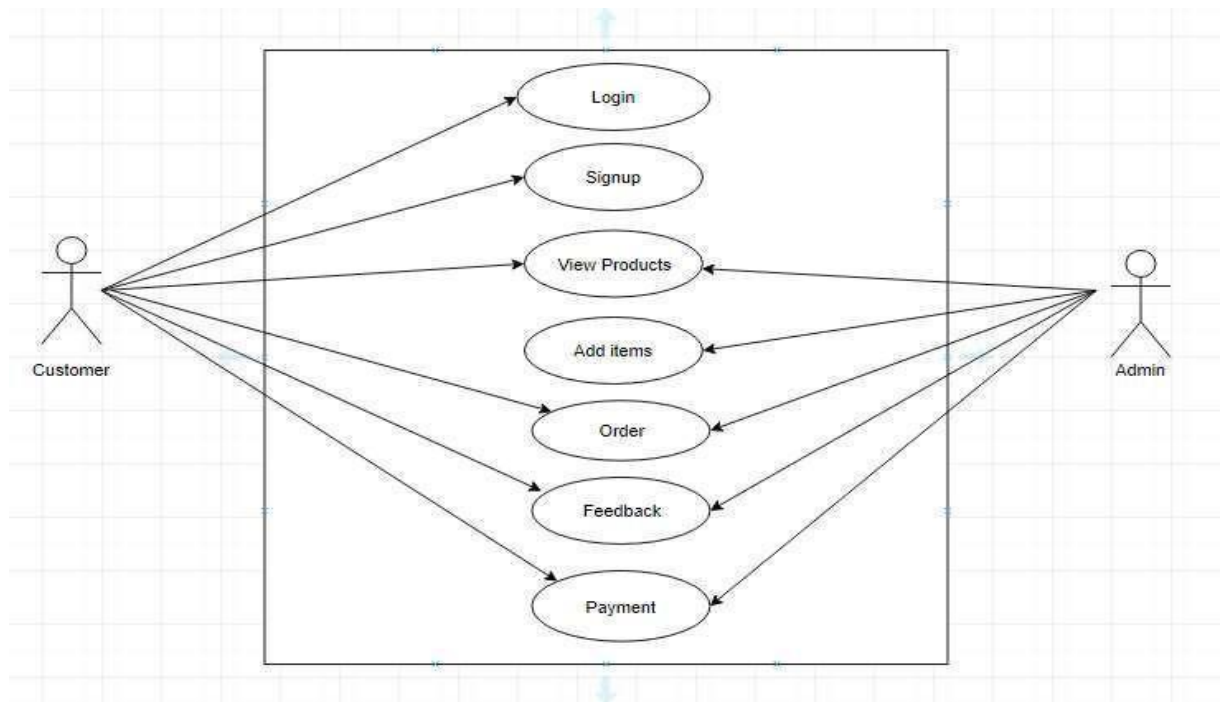 Login
Signup
View Products
Add items
Order
Feedback
Payment
Customer
Admin